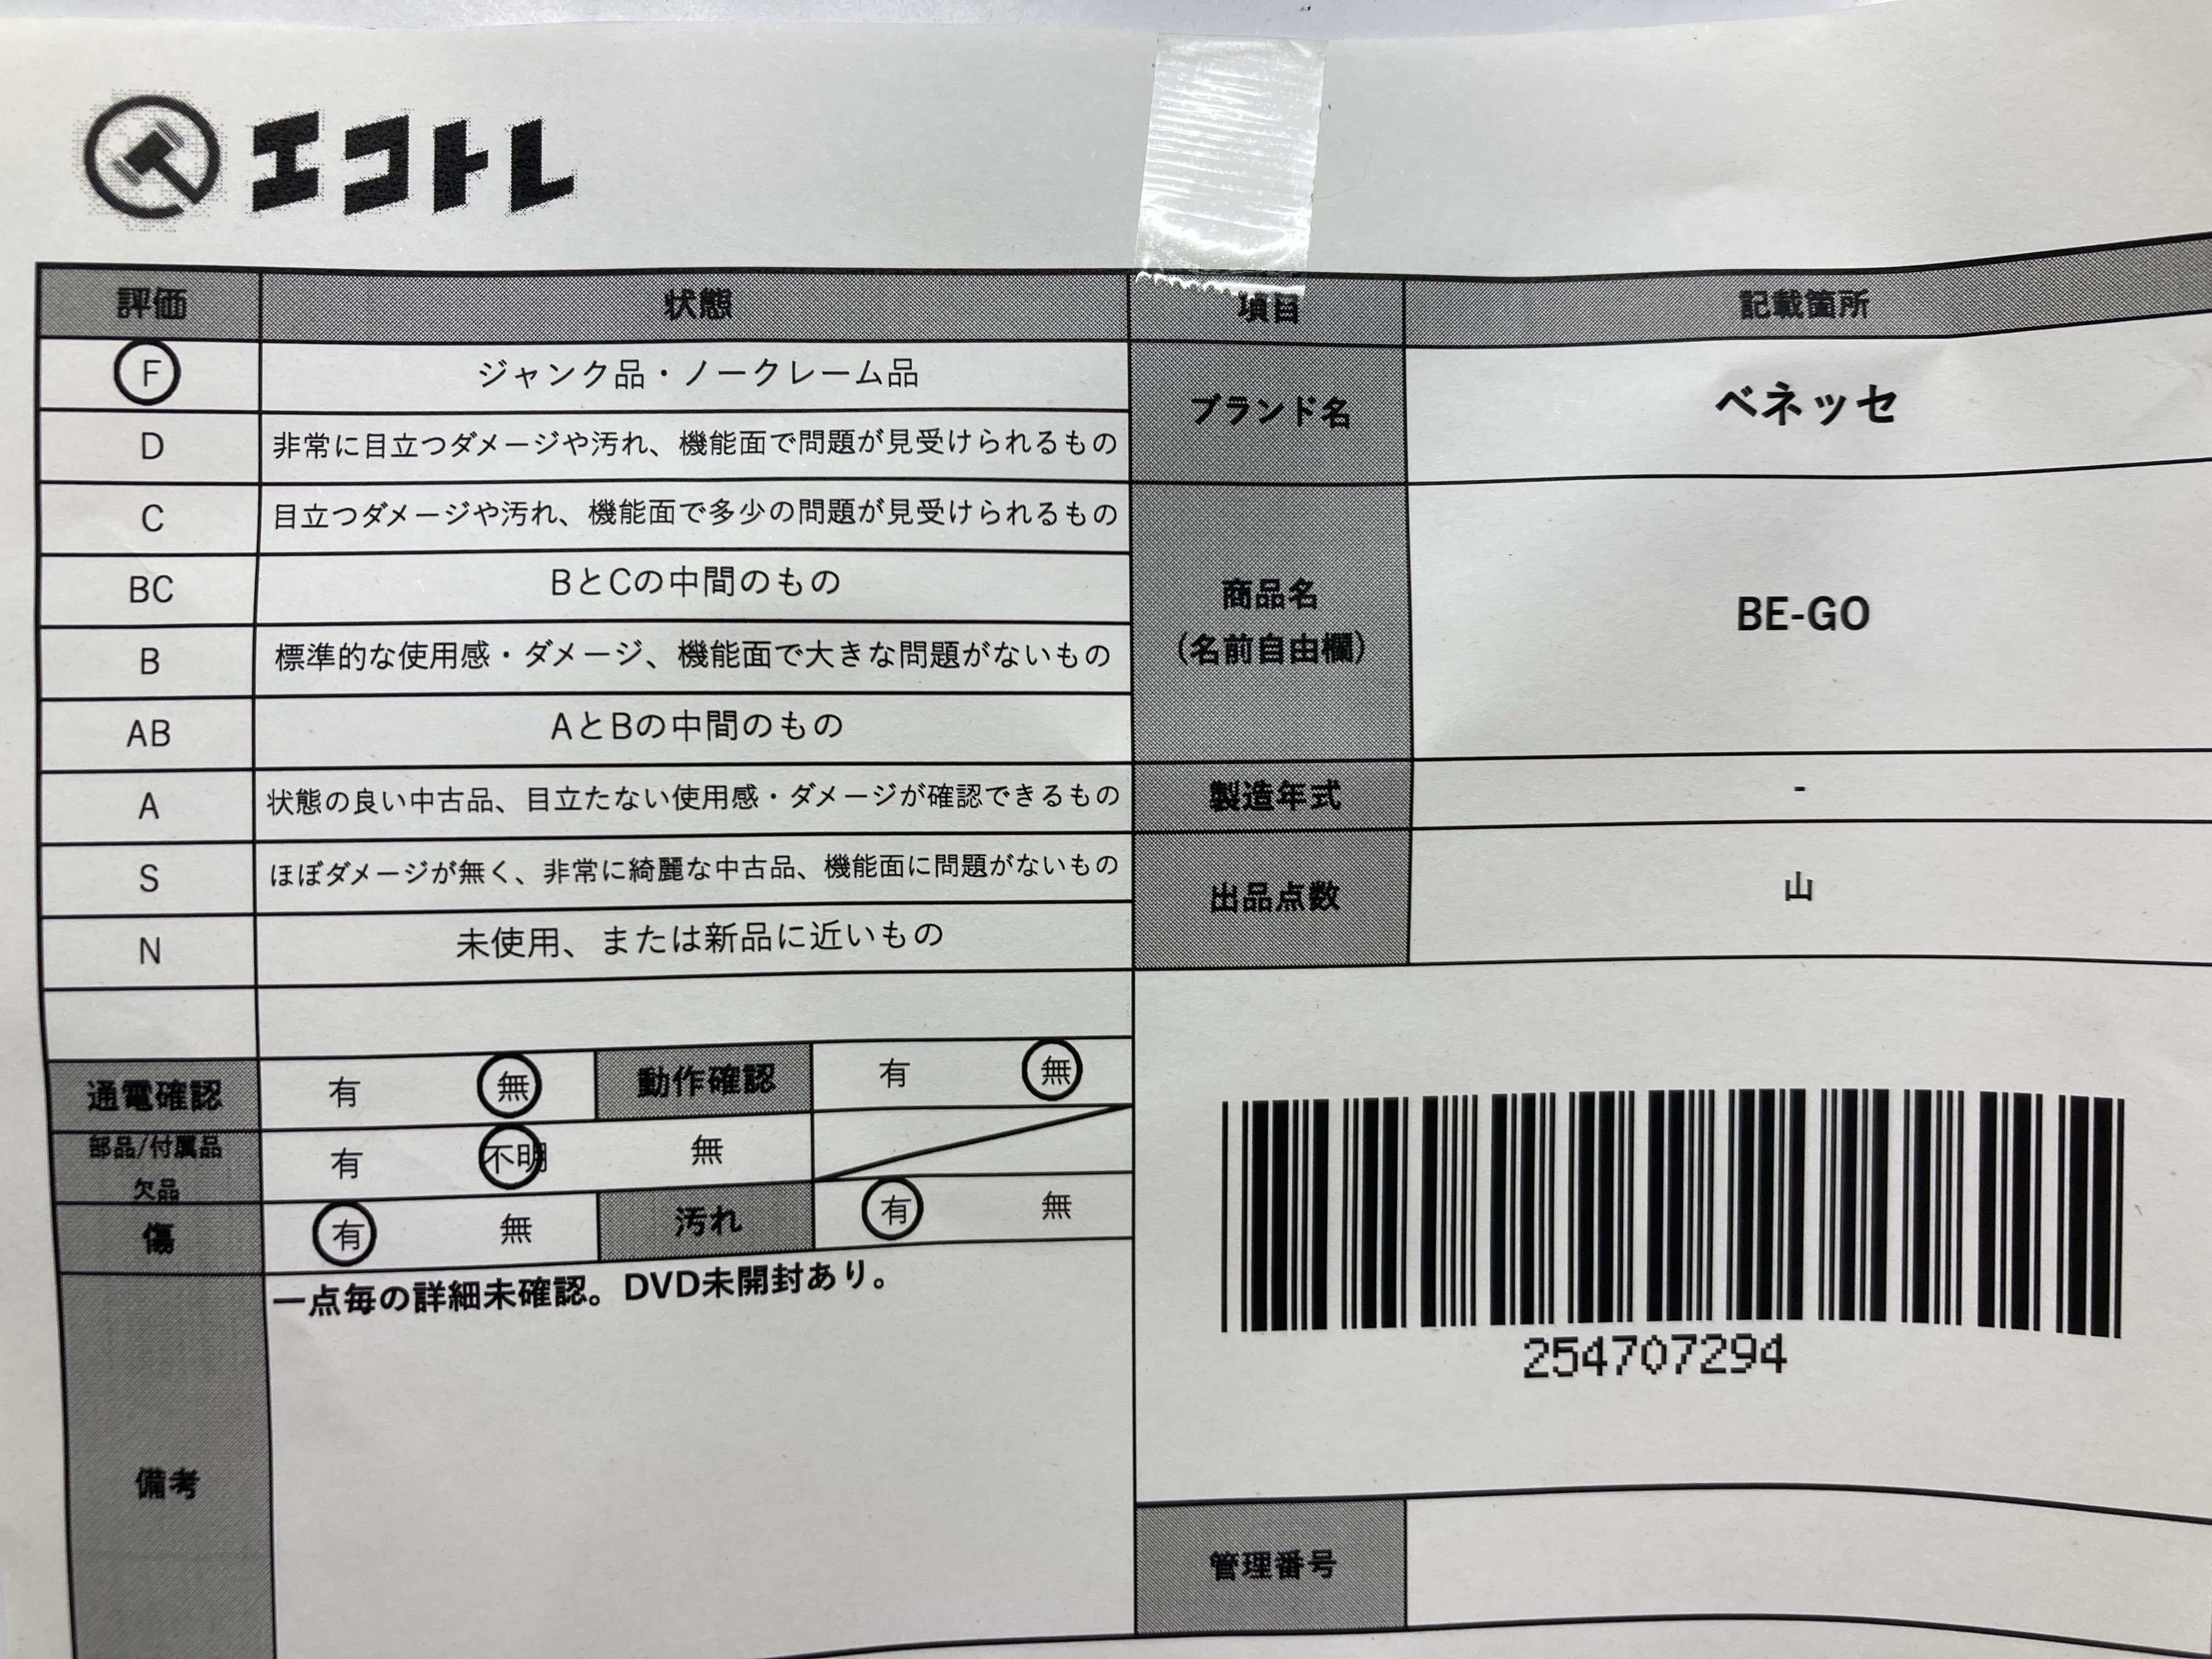 エコトレ
評価 状態 項目 記載箇所
F ジャンク品・ノークレーム品
D 非常に目立つダメージや汚れ、機能面で問題が見受けられるもの
C 目立つダメージや汚れ、機能面で多少の問題が見受けられるもの
BC BとCの中間のもの
B 標準的な使用感・ダメージ、機能面で大きな問題がないもの
AB AとBの中間のもの
A 状態の良い中古品、目立たない使用感・ダメージが確認できるもの
S ほぼダメージが無く、非常に綺麗な中古品、機能面に問題がないもの
N 未使用、または新品に近いもの
ブランド名 ベネッセ
商品名
（名前自由欄）
BE-GO
製造年式 -
出品点数 山
通電確認 有 無 動作確認 有 無
部品/付属品
欠品
有 不明 無
傷 有 無 汚れ 有 無
備考
一点毎の詳細未確認。DVD未開封あり。
254707294
管理番号